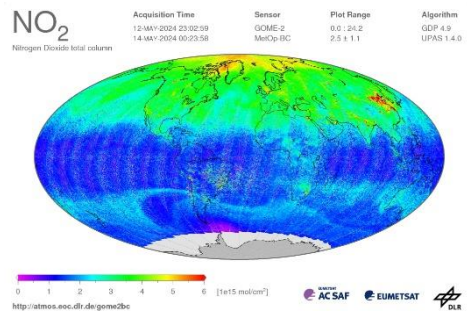 NO2
Nitrogen Dioxide total column
Acquisition Time
12-MAY-2024 23:02:59
14-MAY-2024 00:23:58
Sensor
GOME-2
MetOp-BC
Plot Range
0.0 : 24.2
2.5 ± 1.1
Algorithm
GDP 4.9
UPAS 1.4.0
0 1 2 3 4 5 6 [1e15 mol/cm²]
http://atmos.eoc.dlr.de/gome2bc
EUMETSAT
AC SAF
EUMETSAT
DLR